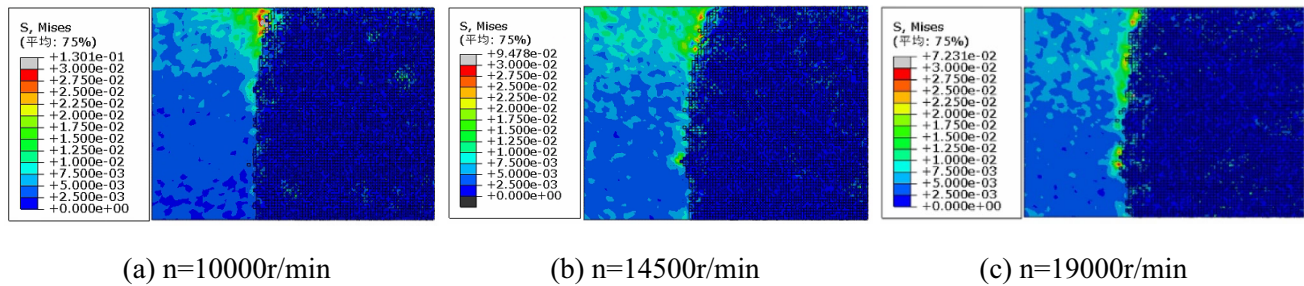 S, Mises
(平均: 75%)
+1.301e-01
+3.000e-02
+2.750e-02
+2.500e-02
+2.250e-02
+2.000e-02
+1.750e-02
+1.500e-02
+1.250e-02
+1.000e-02
+7.500e-03
+5.000e-03
+2.500e-03
+0.000e+00
S, Mises
(平均: 75%)
+9.478e-02
+3.000e-02
+2.750e-02
+2.500e-02
+2.250e-02
+2.000e-02
+1.750e-02
+1.500e-02
+1.250e-02
+1.000e-02
+7.500e-03
+5.000e-03
+2.500e-03
+0.000e+00
S, Mises
(平均: 75%)
+7.231e-02
+3.000e-02
+2.750e-02
+2.500e-02
+2.250e-02
+2.000e-02
+1.750e-02
+1.500e-02
+1.250e-02
+1.000e-02
+7.500e-03
+5.000e-03
+2.500e-03
+0.000e+00
(a) n=10000r/min
(b) n=14500r/min
(c) n=19000r/min